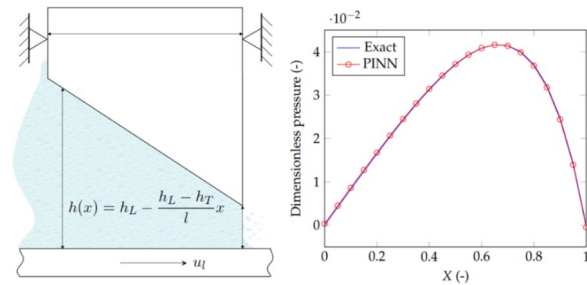 h(x) = h_L − \frac{h_L − h_T}{l} x
u_l
·10⁻²
Exact
PINN
Dimensionless pressure (-)
4
3
2
1
0
0 0.2 0.4 0.6 0.8 1
X (-)